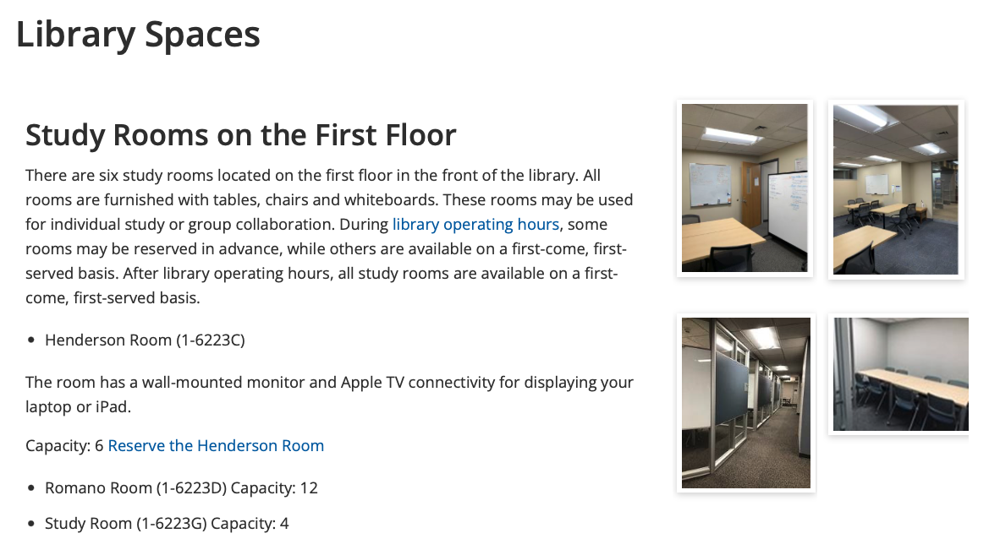 Library Spaces
Study Rooms on the First Floor
There are six study rooms located on the first floor in the front of the library. All
rooms are furnished with tables, chairs and whiteboards. These rooms may be used
for individual study or group collaboration. During library operating hours, some
rooms may be reserved in advance, while others are available on a first-come, first-
served basis. After library operating hours, all study rooms are available on a first-
come, first-served basis.
• Henderson Room (1-6223C)
The room has a wall-mounted monitor and Apple TV connectivity for displaying your
laptop or iPad.
Capacity: 6 Reserve the Henderson Room
• Romano Room (1-6223D) Capacity: 12
• Study Room (1-6223G) Capacity: 4